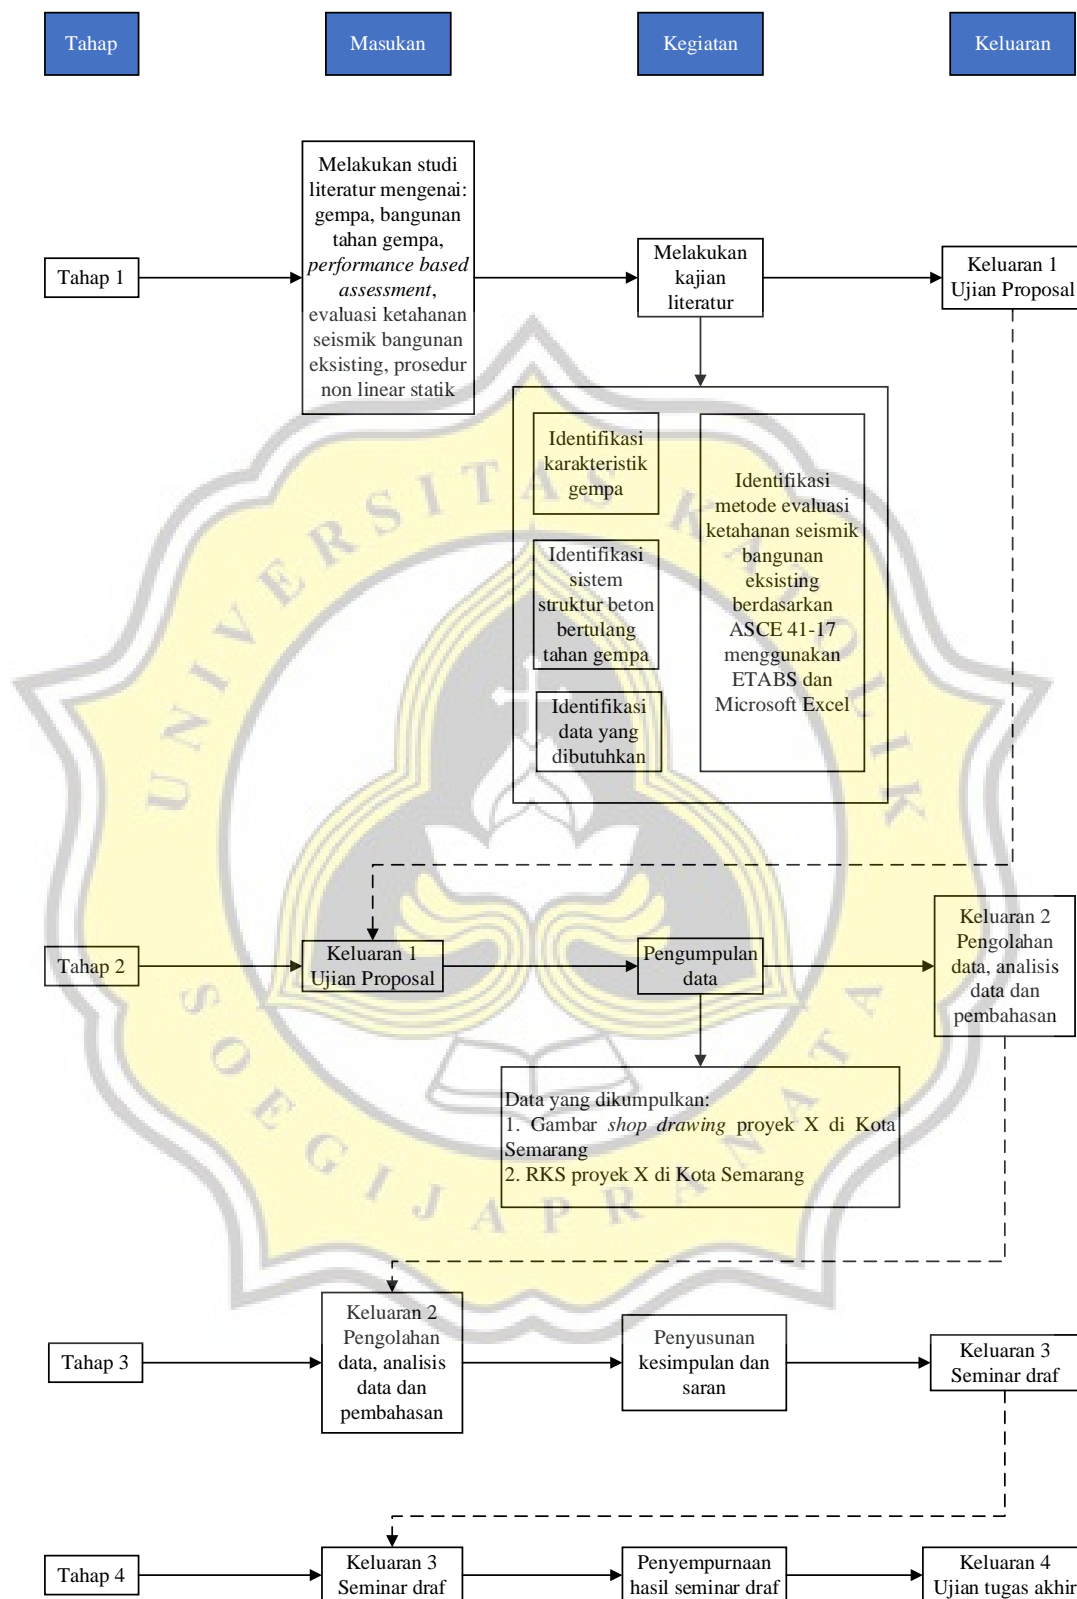 Tahap
Masukan
Kegiatan
Keluaran
Tahap 1
Melakukan studi
literatur mengenai:
gempa, bangunan
tahan gempa,
performance based
assessment,
evaluasi ketahanan
seismik bangunan
eksisting, prosedur
non linear statik
Melakukan
kajian
literatur
Keluaran 1
Ujian Proposal
Identifikasi
karakteristik
gempa
Identifikasi
sistem
struktur beton
bertulang
tahan gempa
Identifikasi
data yang
dibutuhkan
Identifikasi
metode evaluasi
ketahanan seismik
bangunan
eksisting
berdasarkan
ASCE 41-17
menggunakan
ETABS dan
Microsoft Excel
Tahap 2
Keluaran 1
Ujian Proposal
Pengumpulan
data
Keluaran 2
Pengolahan
data, analisis
data dan
pembahasan
Data yang dikumpulkan:
1. Gambar shop drawing proyek X di Kota
Semarang
2. RKS proyek X di Kota Semarang
Tahap 3
Keluaran 2
Pengolahan
data, analisis
data dan
pembahasan
Penyusunan
kesimpulan dan
saran
Keluaran 3
Seminar draf
Tahap 4
Keluaran 3
Seminar draf
Penyempurnaan
hasil seminar draf
Keluaran 4
Ujian tugas akhir
UNIVERSITAS KATOLIK
SOEGIJAPRANATA